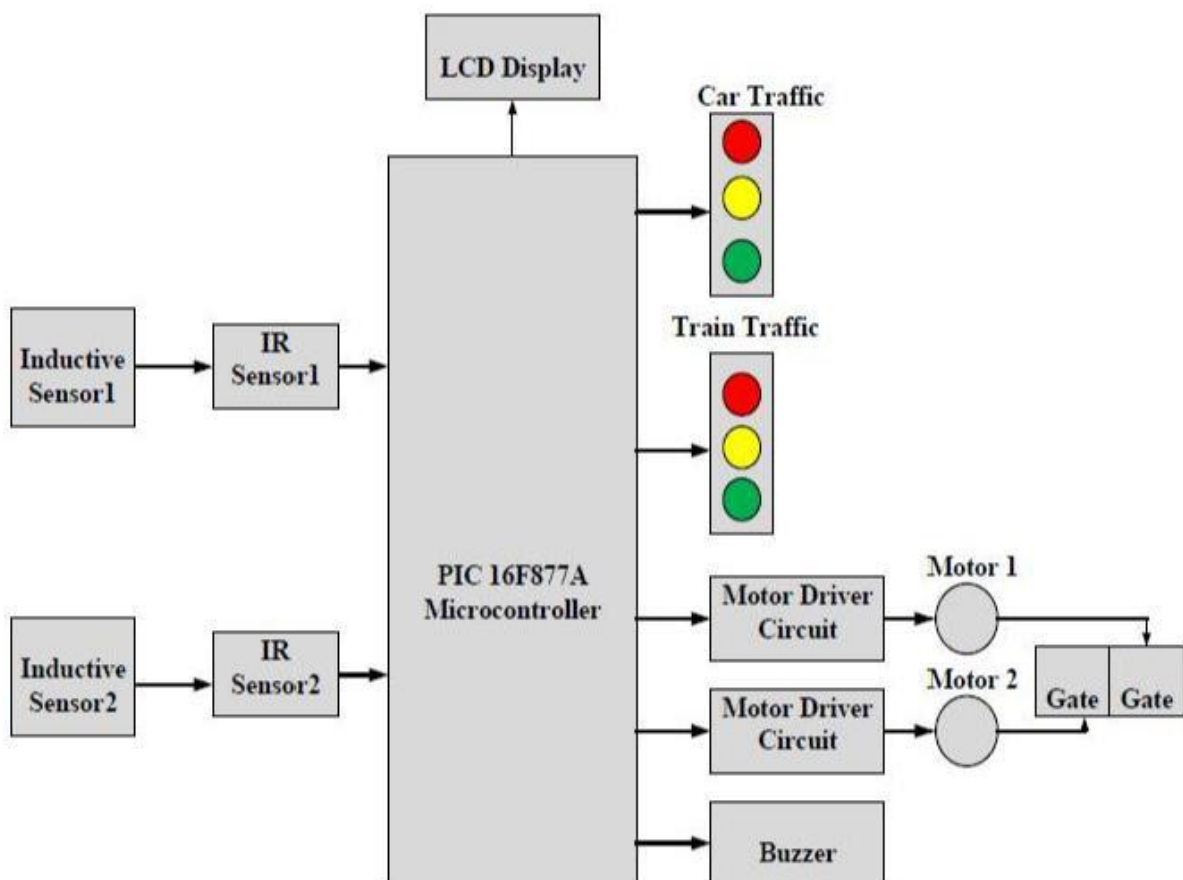 LCD Display
Car Traffic
Train Traffic
Inductive
Sensor1
IR
Sensor1
PIC 16F877A
Microcontroller
Inductive
Sensor2
IR
Sensor2
Motor Driver
Circuit
Motor 1
Motor Driver
Circuit
Motor 2
Gate
Gate
Buzzer